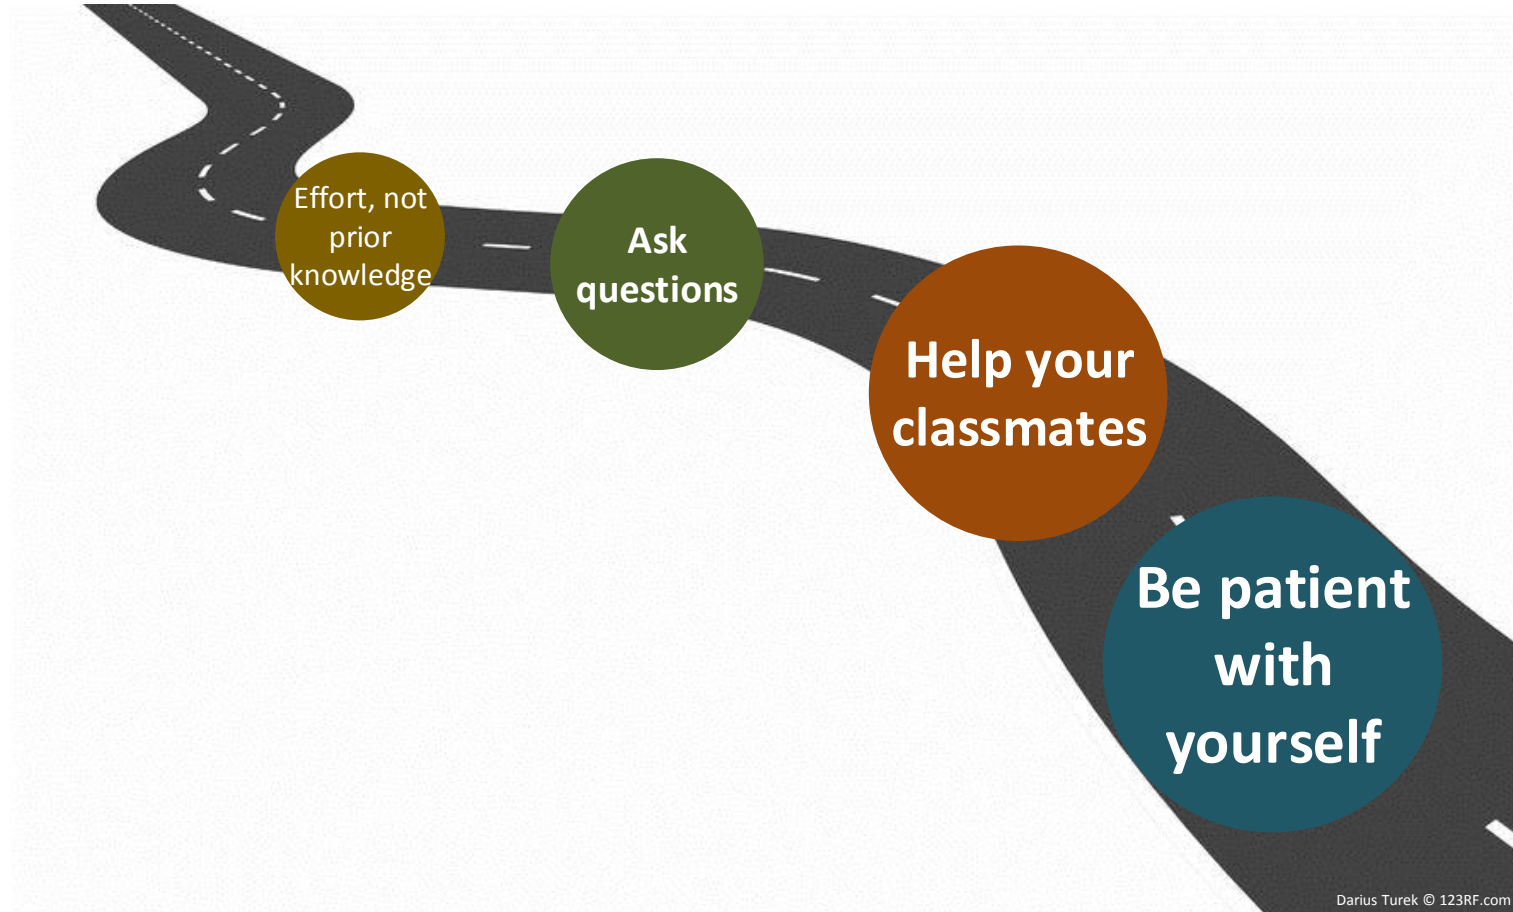 Effort, not
prior
knowledge
Ask
questions
Help your
classmates
Be patient
with
yourself
Darius Turek © 123RF.com